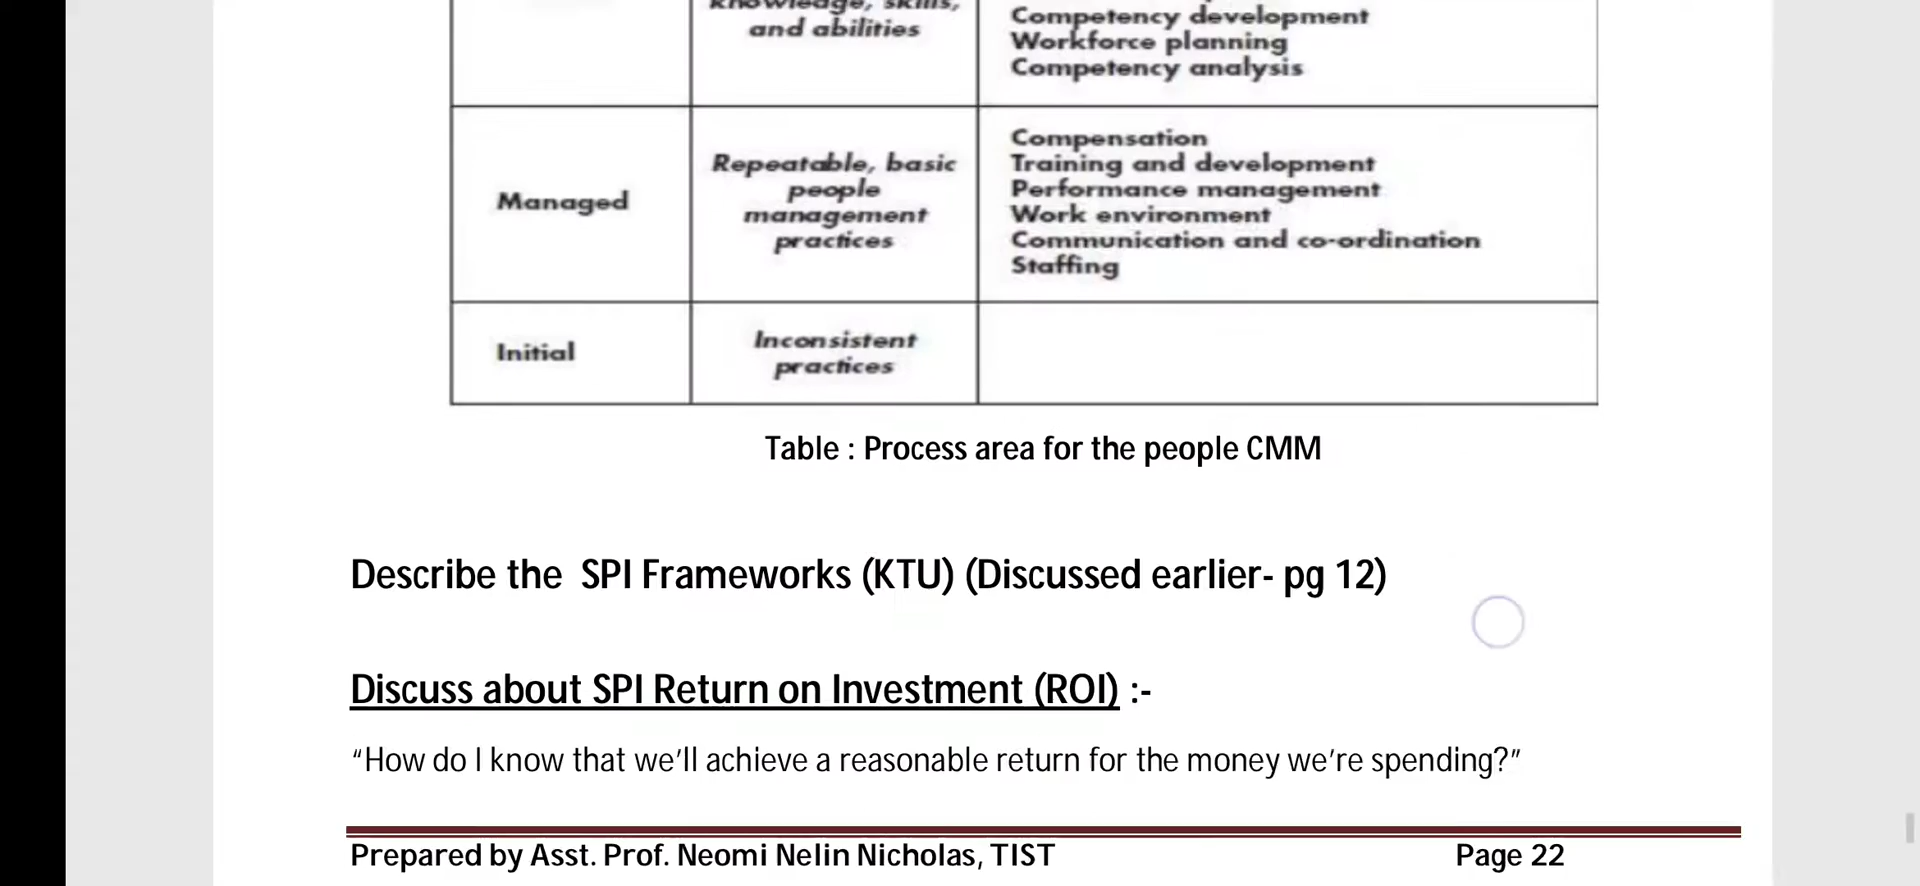 knowledge, skills,
and abilities
Competency development
Workforce planning
Competency analysis
Managed
Repeatable, basic
people
management
practices
Compensation
Training and development
Performance management
Work environment
Communication and co-ordination
Staffing
Initial
Inconsistent
practices
Table : Process area for the people CMM
Describe the SPI Frameworks (KTU) (Discussed earlier- pg 12)
Discuss about SPI Return on Investment (ROI) :-
“How do I know that we’ll achieve a reasonable return for the money we’re spending?”
Prepared by Asst. Prof. Neomi Nelin Nicholas, TIST Page 22